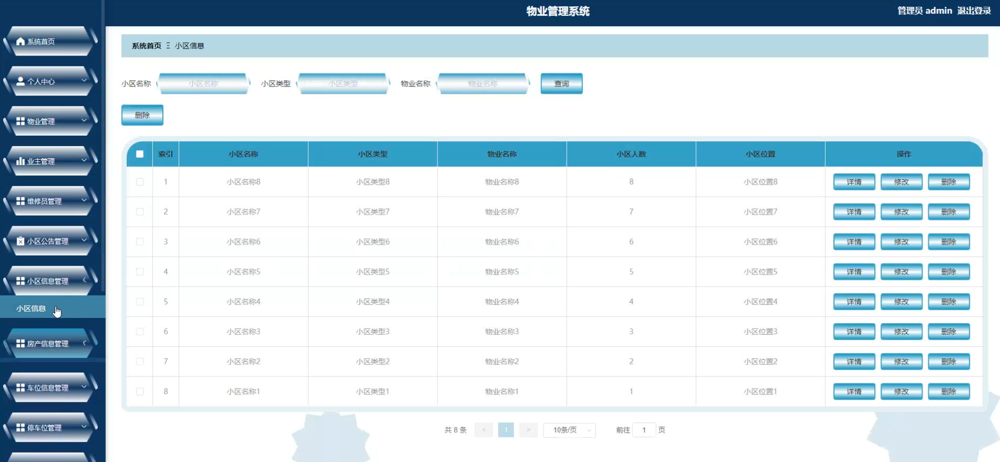 物业管理系统
管理员 admin 退出登录
系统首页
个人中心
物业管理
业主管理
维修员管理
小区公告管理
小区信息管理
小区信息
房产信息管理
车位信息管理
停车位管理
系统首页 Ξ 小区信息
小区名称 小区名称 小区类型 小区类型 物业名称 物业名称 查询
删除
索引 小区名称 小区类型 物业名称 小区人数 小区位置 操作
1 小区名称8 小区类型8 物业名称8 8 小区位置8 详情 修改 删除
2 小区名称7 小区类型7 物业名称7 7 小区位置7 详情 修改 删除
3 小区名称6 小区类型6 物业名称6 6 小区位置6 详情 修改 删除
4 小区名称5 小区类型5 物业名称5 5 小区位置5 详情 修改 删除
5 小区名称4 小区类型4 物业名称4 4 小区位置4 详情 修改 删除
6 小区名称3 小区类型3 物业名称3 3 小区位置3 详情 修改 删除
7 小区名称2 小区类型2 物业名称2 2 小区位置2 详情 修改 删除
8 小区名称1 小区类型1 物业名称1 1 小区位置1 详情 修改 删除
共 8 条 < 1 > 10条/页 前往 1 页